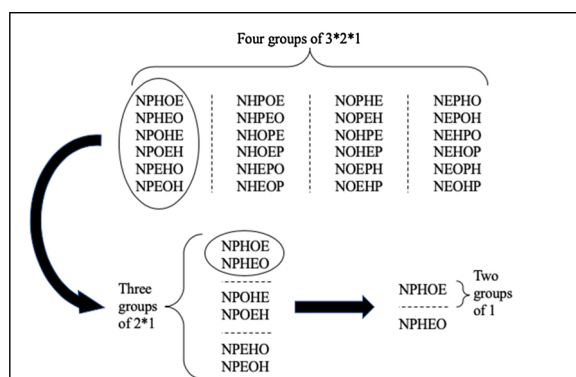 Four groups of 3*2*1
NPHOE NHPOE NOPHE NEPHO
NPHEO NHPEO NOPEH NEPOH
NPOHE NHOPE NOHPE NEHPO
NPOEH NHOEP NOHEP NEHOP
NPEHO NHEPO NOEPH NEOPH
NPEOH NHEOP NOEHP NEOHP
Three
groups
of 2*1
NPHOE
NPHEO
NPOHE
NPOEH
NPEHO
NPEOH
NPHOE
NPHEO
Two
groups
of 1